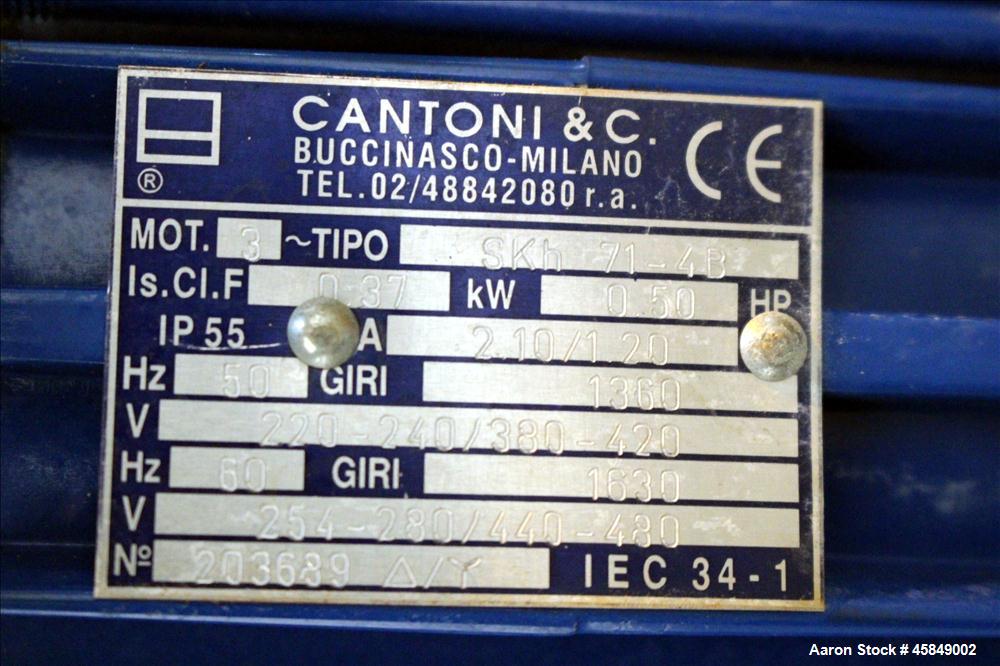 CANTONI & C.
BUCCINASCO-MILANO
TEL.02/48842080 r.a.
CE
®
MOT. 3 ~TIPO SKh 71-4B
Is.Cl.F 0.37 kW 0.50 HP
IP 55 A 2.10/1.20
Hz 50 GIRI 1360
V 220-240/380-420
Hz 60 GIRI 1630
V 254-280/440-480
Nº 203689 △/Y IEC 34-1
Aaron Stock # 45849002